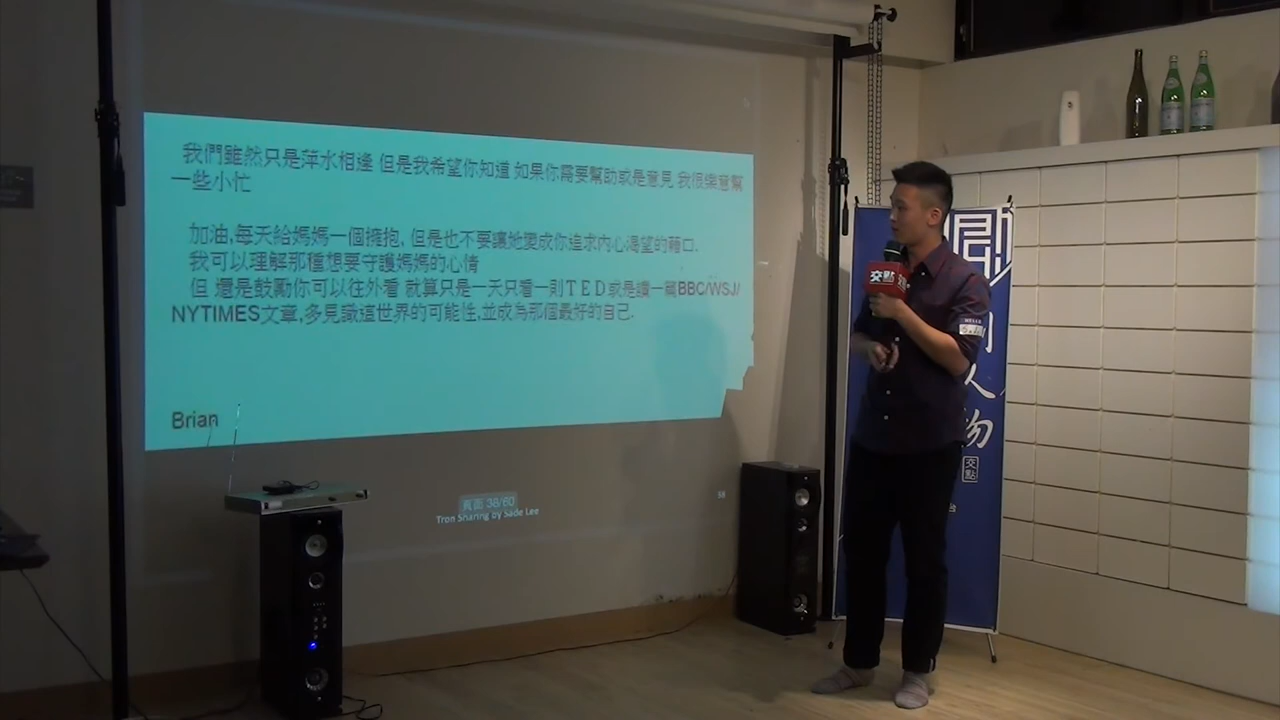 我們雖然只是萍水相逢 但是我希望你知道 如果你需要幫助或是意見 我很樂意幫
一些小忙
加油,每天給媽媽一個擁抱, 但是也不要讓她變成你追求內心渴望的藉口.
我可以理解那種想要守護媽媽的心情
但 還是鼓勵你可以往外看 就算只是一天只看一則TED或是讀一篇BBC/WSJ/
NYTIMES文章,多見識這世界的可能性,並成為那個最好的自己.
Brian
頁面 38/60
Tron Sharing by Sade Lee
交點
HELLO
人物
交點